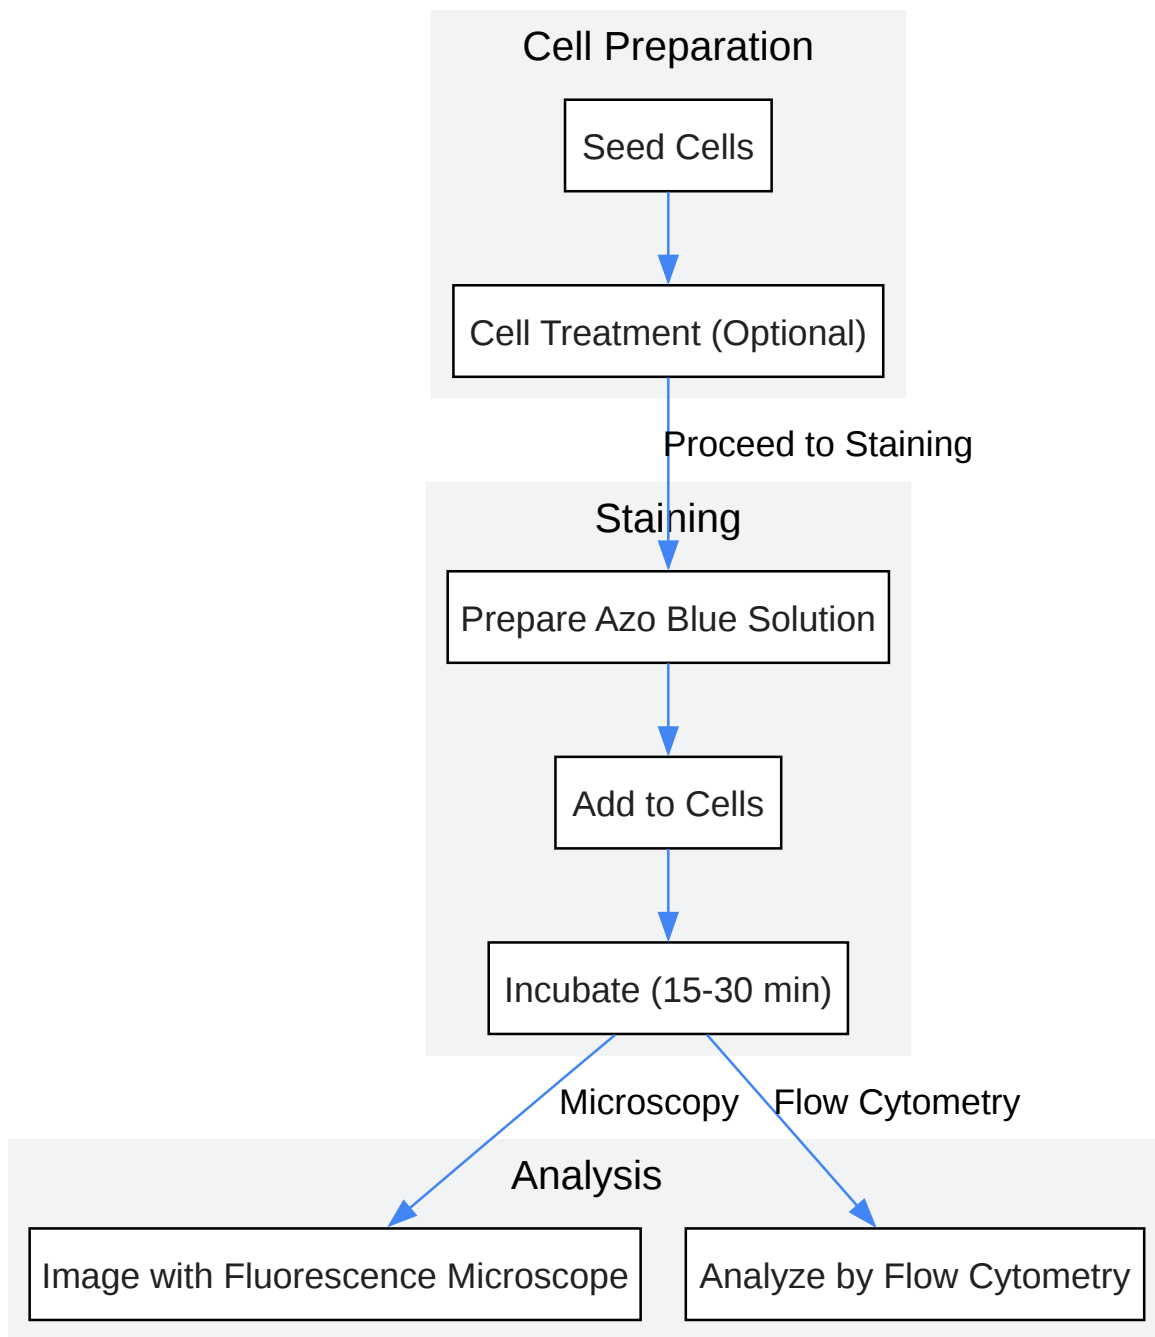 Cell Preparation
Seed Cells
Cell Treatment (Optional)
Proceed to Staining
Staining
Prepare Azo Blue Solution
Add to Cells
Incubate (15-30 min)
Microscopy
Flow Cytometry
Analysis
Image with Fluorescence Microscope
Analyze by Flow Cytometry